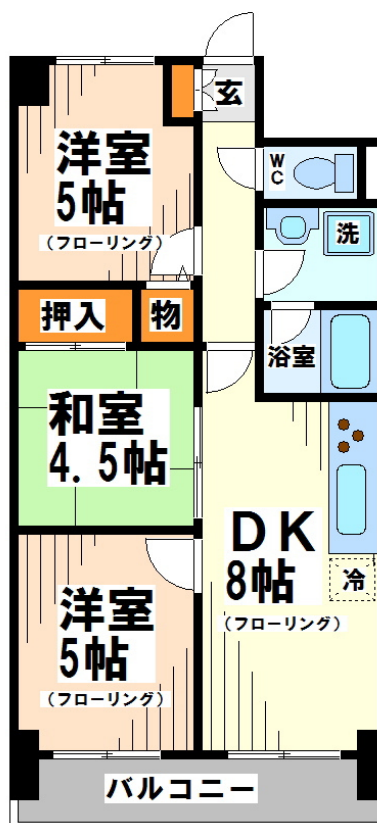 玄
洋室
5帖
(フローリング)
WC
洗
押入
物
浴室
和室
4.5帖
DK
8帖
(フローリング)
冷
洋室
5帖
(フローリング)
バルコニー